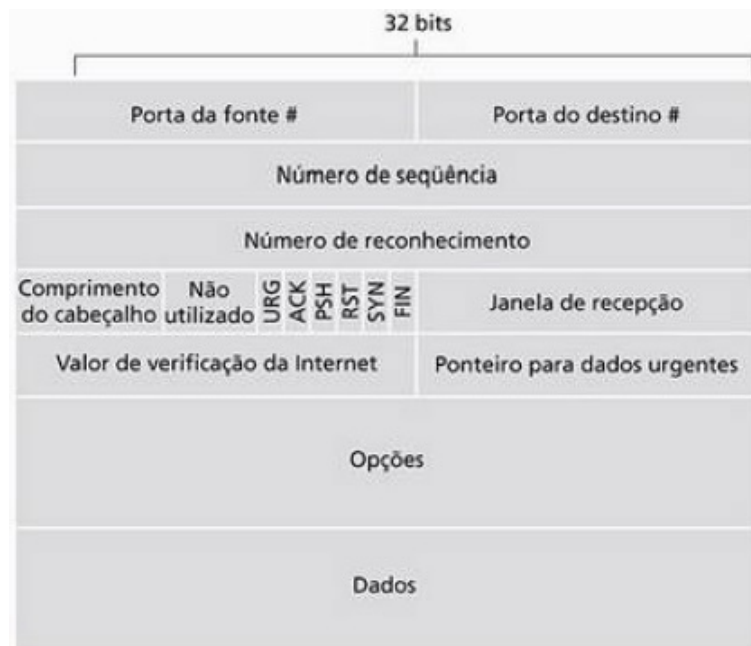 32 bits
Porta da fonte #
Porta do destino #
Número de seqüência
Número de reconhecimento
Comprimento
do cabeçalho
Não
utilizado
URG
ACK
PSH
RST
SYN
FIN
Janela de recepção
Valor de verificação da Internet
Ponteiro para dados urgentes
Opções
Dados